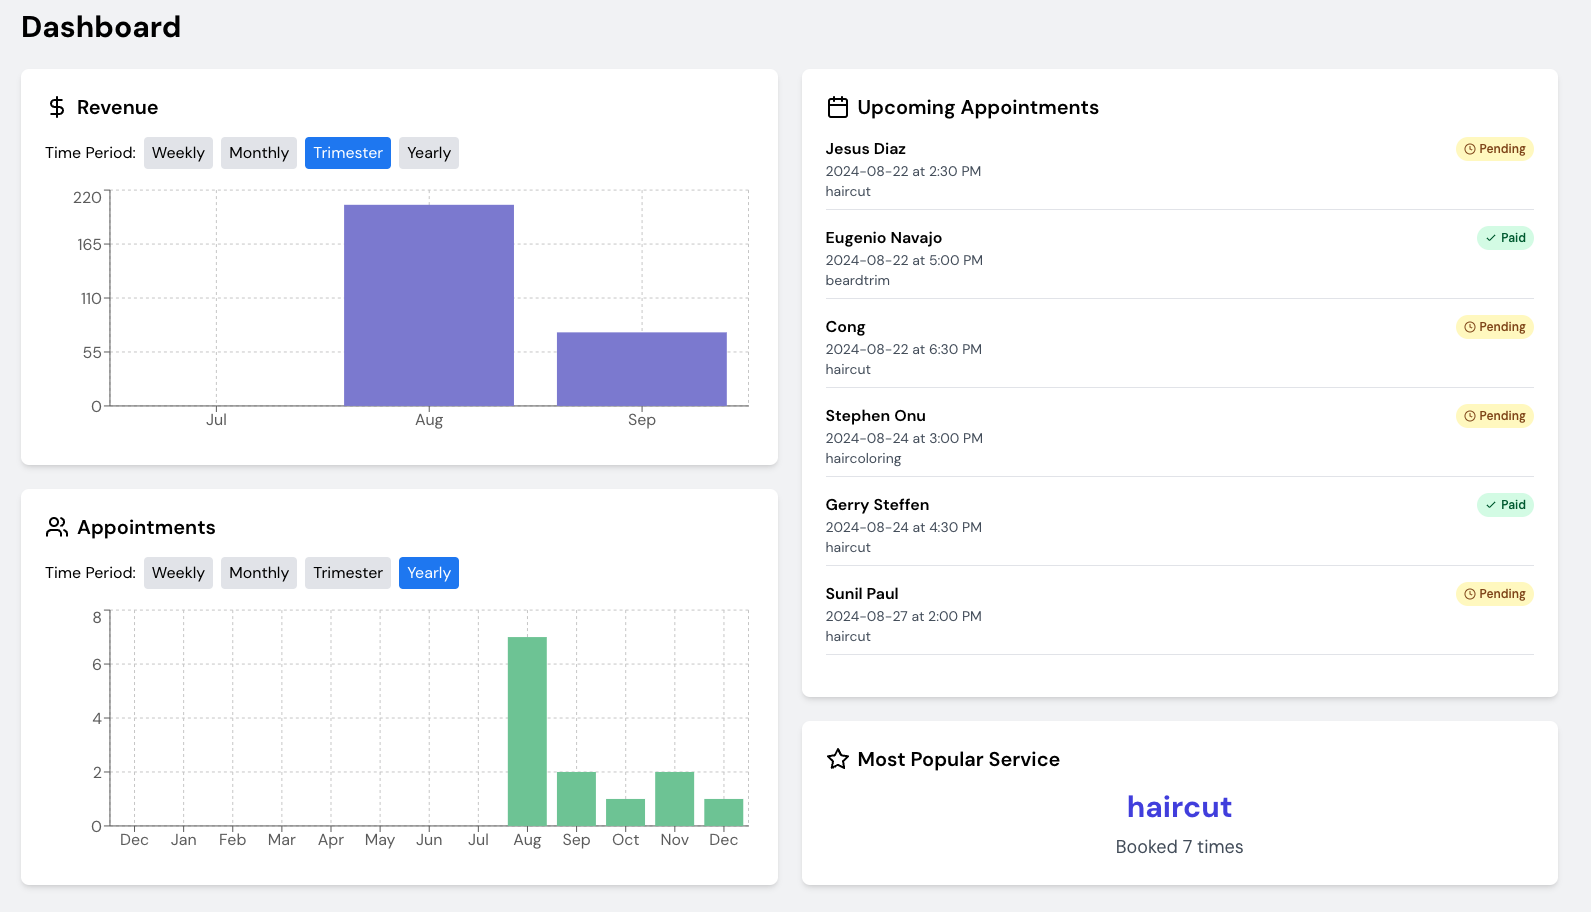 Dashboard
Revenue
Time Period: Weekly Monthly Trimester Yearly
220
165
110
55
0
Jul Aug Sep
Appointments
Time Period: Weekly Monthly Trimester Yearly
8
6
4
2
0
Dec Jan Feb Mar Apr May Jun Jul Aug Sep Oct Nov Dec
Upcoming Appointments
Jesus Diaz Pending
2024-08-22 at 2:30 PM
haircut
Eugenio Navajo Paid
2024-08-22 at 5:00 PM
beardtrim
Cong Pending
2024-08-22 at 6:30 PM
haircut
Stephen Onu Pending
2024-08-24 at 3:00 PM
haircoloring
Gerry Steffen Paid
2024-08-24 at 4:30 PM
haircut
Sunil Paul Pending
2024-08-27 at 2:00 PM
haircut
Most Popular Service
haircut
Booked 7 times